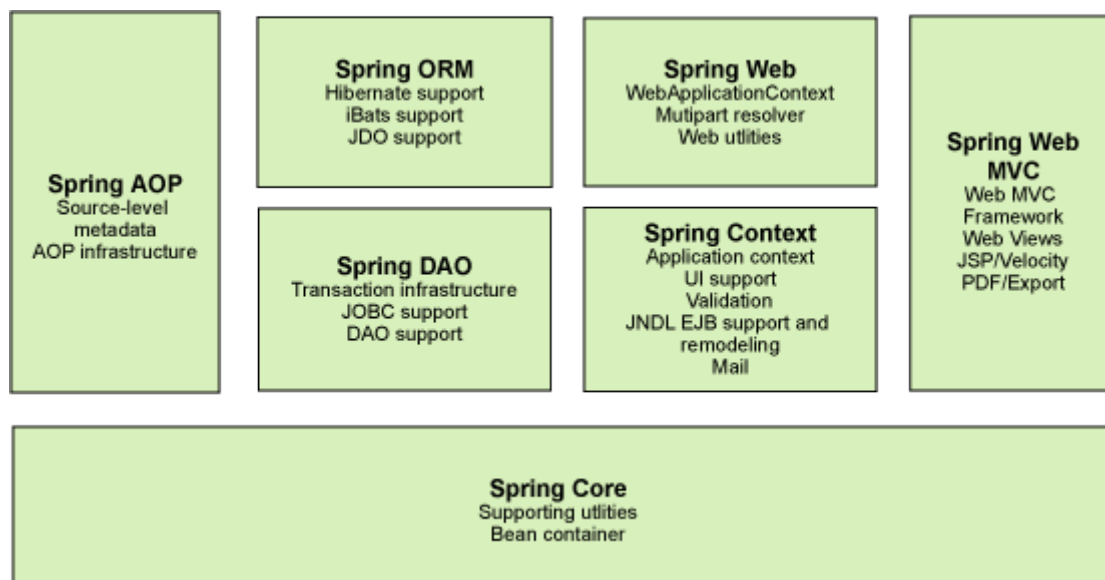 Spring AOP
Source-level
metadata
AOP infrastructure
Spring ORM
Hibernate support
iBats support
JDO support
Spring DAO
Transaction infrastructure
JOBC support
DAO support
Spring Web
WebApplicationContext
Mutipart resolver
Web utlities
Spring Context
Application context
UI support
Validation
JNDL EJB support and
remodeling
Mail
Spring Web
MVC
Web MVC
Framework
Web Views
JSP/Velocity
PDF/Export
Spring Core
Supporting utlities
Bean container